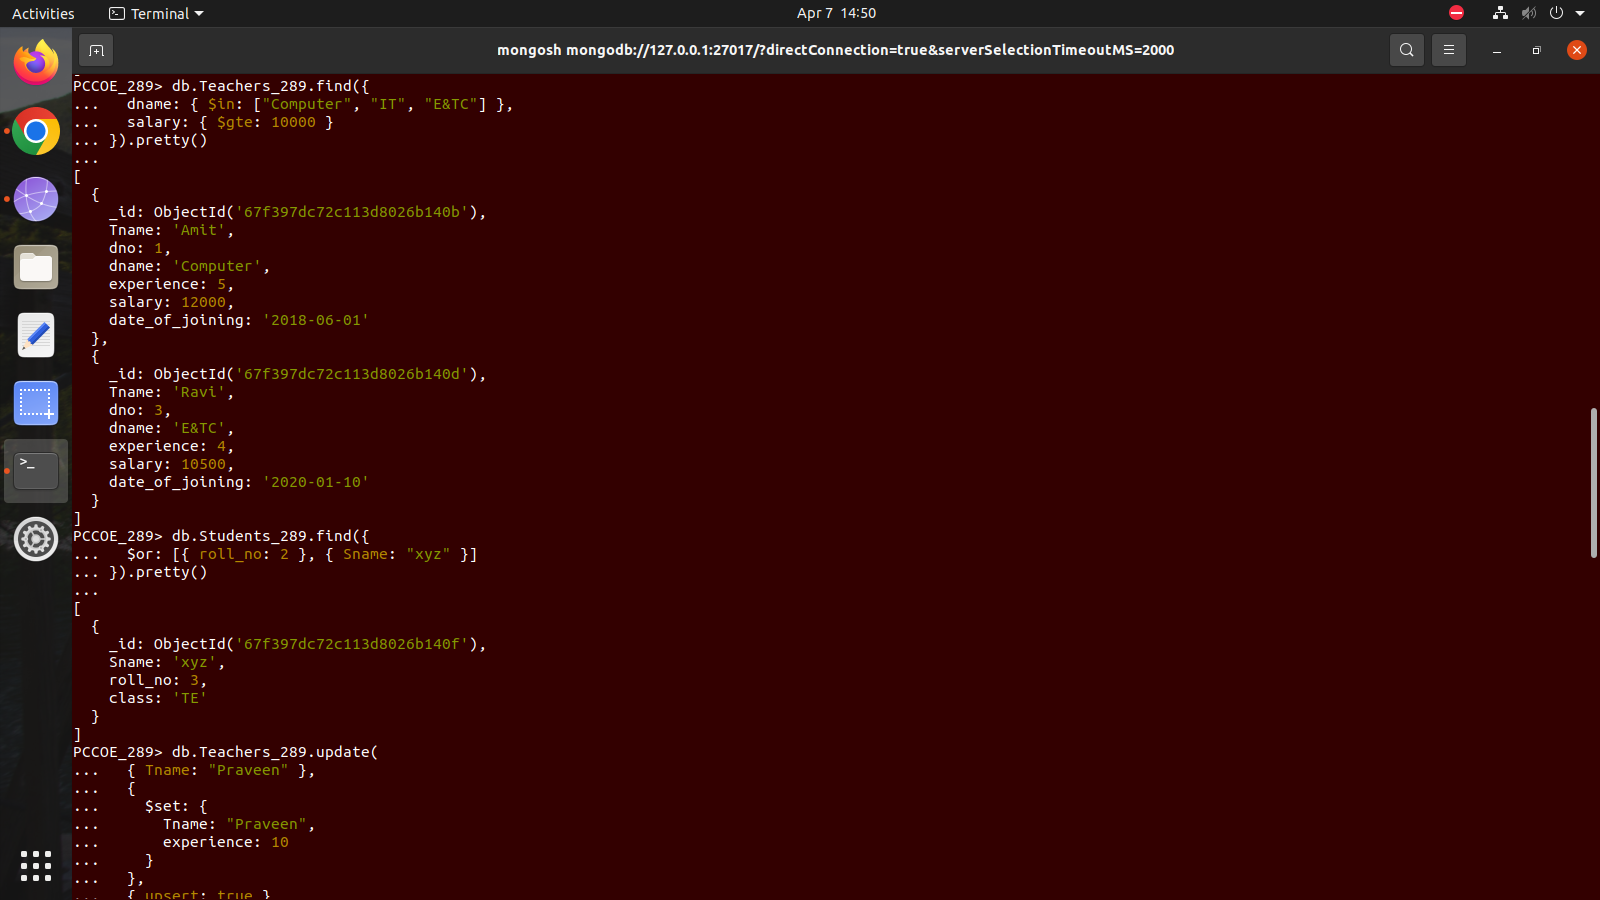 Activities
Terminal
Apr 7 14:50
mongosh mongodb://127.0.0.1:27017/?directConnection=true&serverSelectionTimeoutMS=2000
PCCOE_289> db.Teachers_289.find({
...   dname: { $in: ["Computer", "IT", "E&TC"] },
...   salary: { $gte: 10000 }
... }).pretty()
...
[
  {
    _id: ObjectId('67f397dc72c113d8026b140b'),
    Tname: 'Amit',
    dno: 1,
    dname: 'Computer',
    experience: 5,
    salary: 12000,
    date_of_joining: '2018-06-01'
  },
  {
    _id: ObjectId('67f397dc72c113d8026b140d'),
    Tname: 'Ravi',
    dno: 3,
    dname: 'E&TC',
    experience: 4,
    salary: 10500,
    date_of_joining: '2020-01-10'
  }
]
PCCOE_289> db.Students_289.find({
...   $or: [{ roll_no: 2 }, { Sname: "xyz" }]
... }).pretty()
...
[
  {
    _id: ObjectId('67f397dc72c113d8026b140f'),
    Sname: 'xyz',
    roll_no: 3,
    class: 'TE'
  }
]
PCCOE_289> db.Teachers_289.update(
...   { Tname: "Praveen" },
...   {
...     $set: {
...       Tname: "Praveen",
...       experience: 10
...     }
...   },
...   { upsert: true }